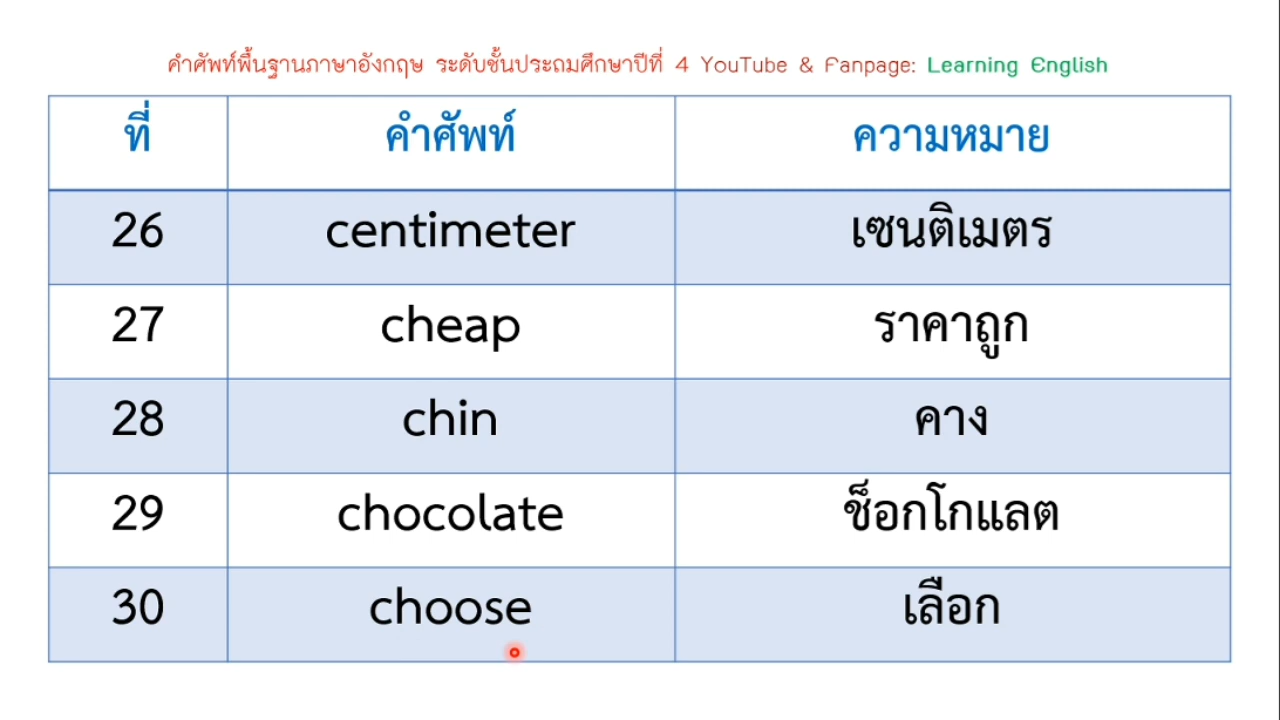 คำศัพท์พื้นฐานภาษาอังกฤษ ระดับชั้นประถมศึกษาปีที่ 4 YouTube & Fanpage: Learning English
ที่ คำศัพท์ ความหมาย
26 centimeter เซนติเมตร
27 cheap ราคาถูก
28 chin คาง
29 chocolate ช็อกโกแลต
30 choose เลือก